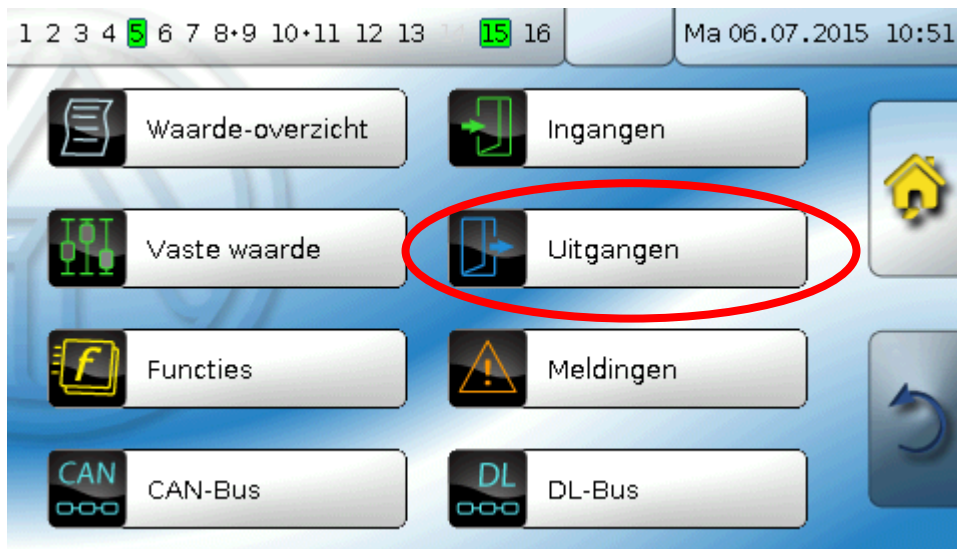 1 2 3 4 5 6 7 8•9 10•11 12 13 14 15 16
Ma 06.07.2015 10:51
Waarde-overzicht
Ingangen
Vaste waarde
Uitgangen
f Functies
Meldingen
CAN CAN-Bus
DL DL-Bus